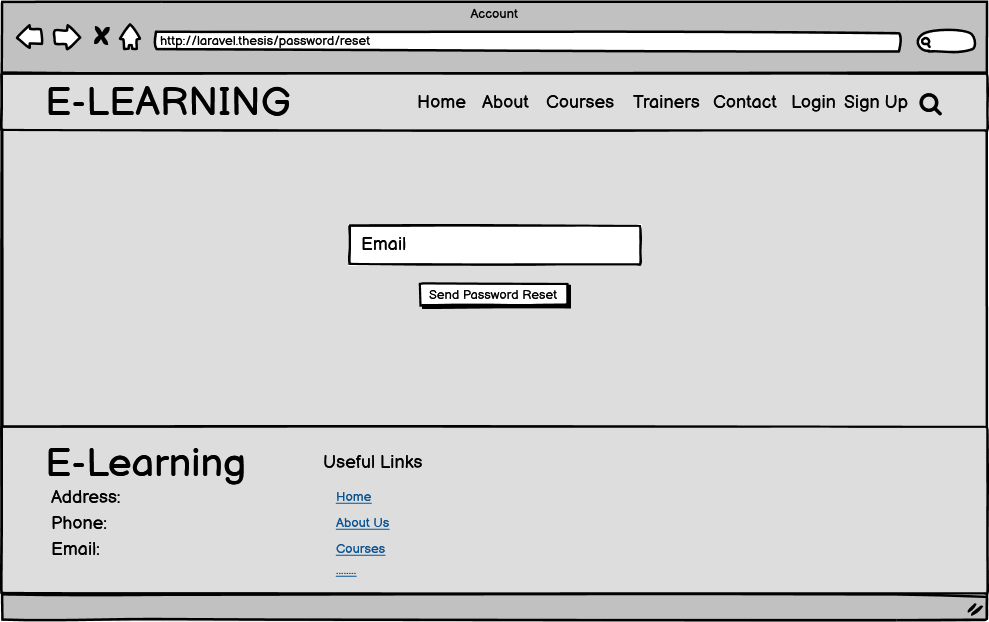 Account
http://laravel.thesis/password/reset
E-LEARNING
Home About Courses Trainers Contact Login Sign Up
Email
Send Password Reset
E-Learning
Address:
Phone:
Email:
Useful Links
Home
About Us
Courses
........